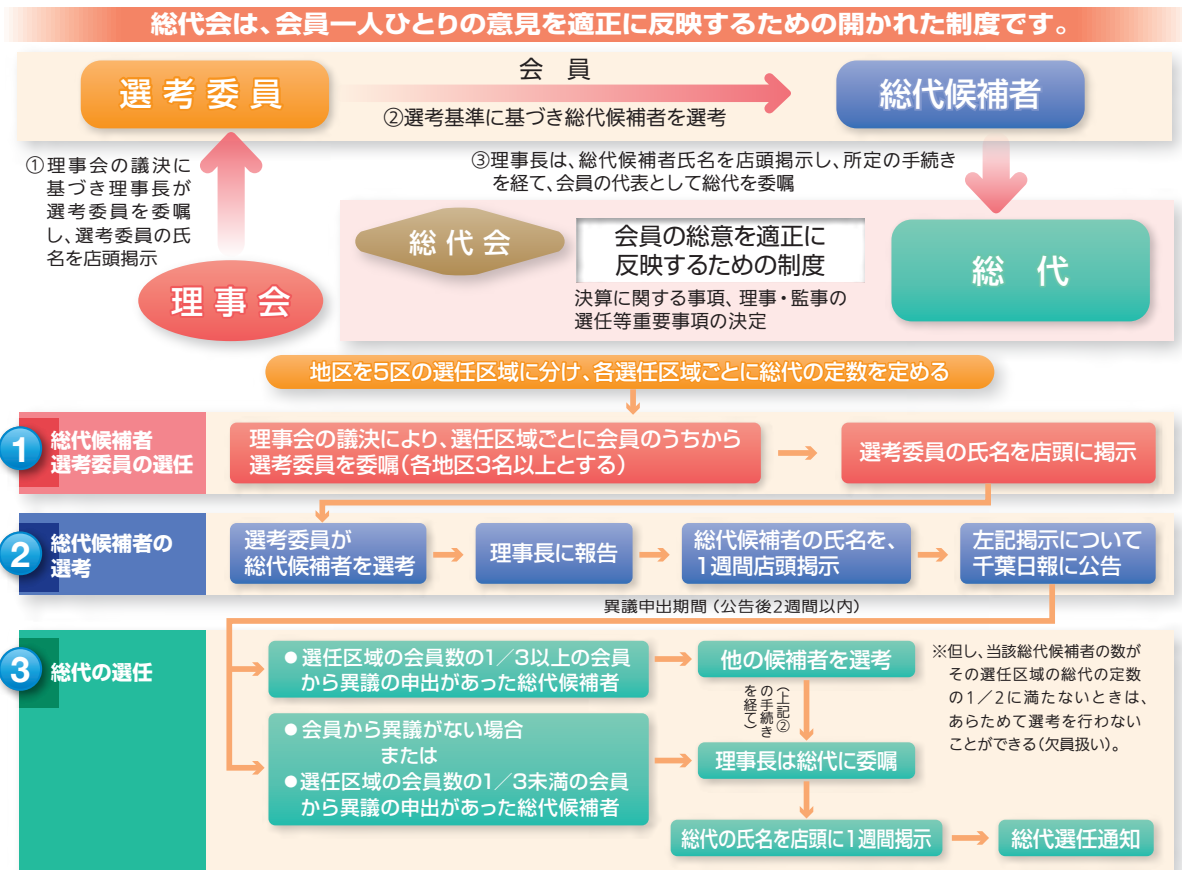 総代会は、会員一人ひとりの意見を適正に反映するための開かれた制度です。
選考委員
会 員
②選考基準に基づき総代候補者を選考
総代候補者
①理事会の議決に
基づき理事長が
選考委員を委嘱
し、選考委員の氏
名を店頭掲示
③理事長は、総代候補者氏名を店頭掲示し、所定の手続き
を経て、会員の代表として総代を委嘱
理事会
総代会
会員の総意を適正に
反映するための制度
決算に関する事項、理事・監事の
選任等重要事項の決定
総 代
地区を5区の選任区域に分け、各選任区域ごとに総代の定数を定める
1
総代候補者
選考委員の選任
理事会の議決により、選任区域ごとに会員のうちから
選考委員を委嘱(各地区3名以上とする)
選考委員の氏名を店頭に掲示
2
総代候補者の
選考
選考委員が
総代候補者を選考
理事長に報告
総代候補者の氏名を、
1週間店頭掲示
左記掲示について
千葉日報に公告
異議申出期間(公告後2週間以内)
3
総代の選任
●選任区域の会員数の1/3以上の会員
から異議の申出があった総代候補者
他の候補者を選考
※但し、当該総代候補者の数が
その選任区域の総代の定数
の1/2に満たないときは、
あらためて選考を行わない
ことができる(欠員扱い)。
(上記②
の手続き
を経て)
●会員から異議がない場合
または
●選任区域の会員数の1/3未満の会員
から異議の申出があった総代候補者
理事長は総代に委嘱
総代の氏名を店頭に1週間掲示
総代選任通知